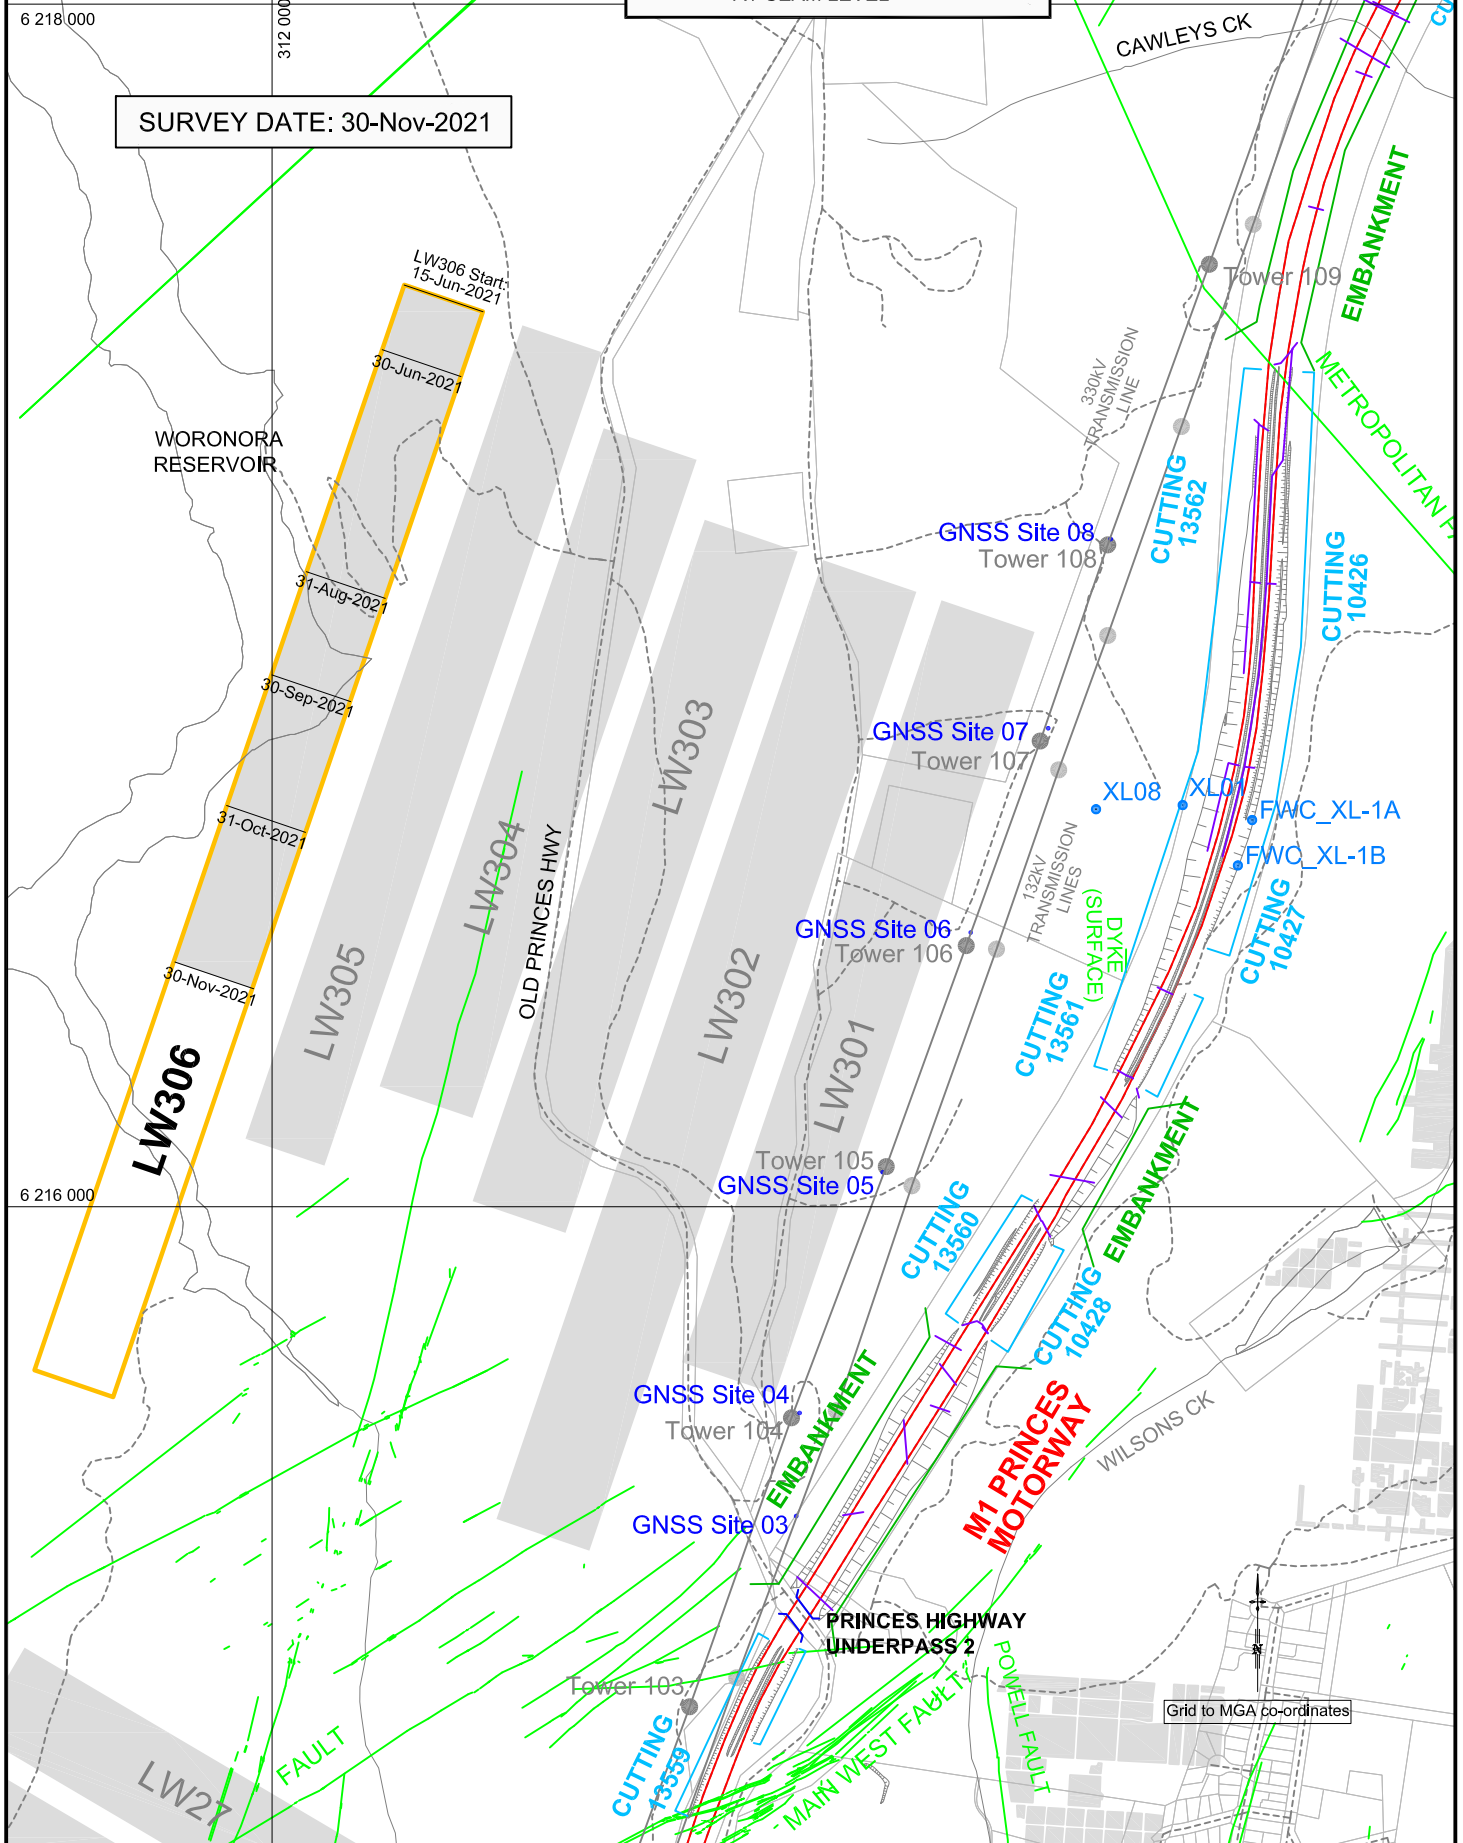 6 218 000
312 000
CAWLEYS CK
SURVEY DATE: 30-Nov-2021
EMBANKMENT
LW306 Start:
15-Jun-2021
Tower 109
30-Jun-2021
330kV
TRANSMISSION
LINE
METROPOLITAN
WORONORA
RESERVOIR
CUTTING
13562
GNSS Site 08
Tower 108
CUTTING
10426
31-Aug-2021
30-Sep-2021
LW303
GNSS Site 07
Tower 107
XL08
XL01
FWC_XL-1A
31-Oct-2021
LW304
OLD PRINCES HWY
132kV
TRANSMISSION
LINES
FWC_XL-1B
CUTTING
10427
GNSS Site 06
Tower 106
DYKE
(SURFACE)
30-Nov-2021
LW305
LW302
CUTTING
13561
LW301
LW306
EMBANKMENT
Tower 105
GNSS Site 05
6 216 000
CUTTING
13560
CUTTING
10428
GNSS Site 04
Tower 104
EMBANKMENT
M1 PRINCES
MOTORWAY
WILSONS CK
GNSS Site 03
PRINCES HIGHWAY
UNDERPASS 2
Tower 103
POWELL FAULT
N
Grid to MGA co-ordinates
MAIN WEST FAULT
CUTTING
13559
FAULT
LW27